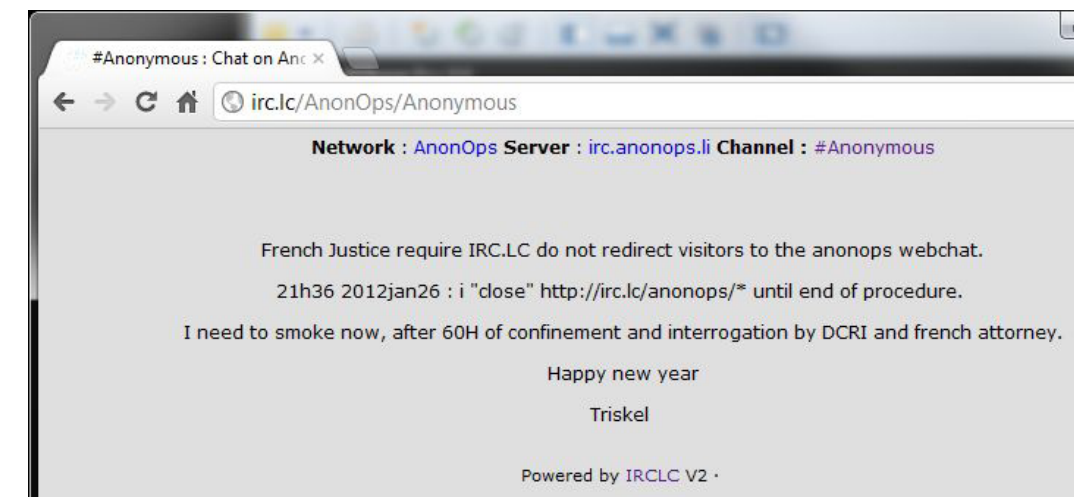 #Anonymous : Chat on Anc
irc.lc/AnonOps/Anonymous
Network : AnonOps Server : irc.anonops.li Channel : #Anonymous
French Justice require IRC.LC do not redirect visitors to the anonops webchat.
21h36 2012jan26 : i "close" http://irc.lc/anonops/* until end of procedure.
I need to smoke now, after 60H of confinement and interrogation by DCRI and french attorney.
Happy new year
Triskel
Powered by IRCLC V2 ·